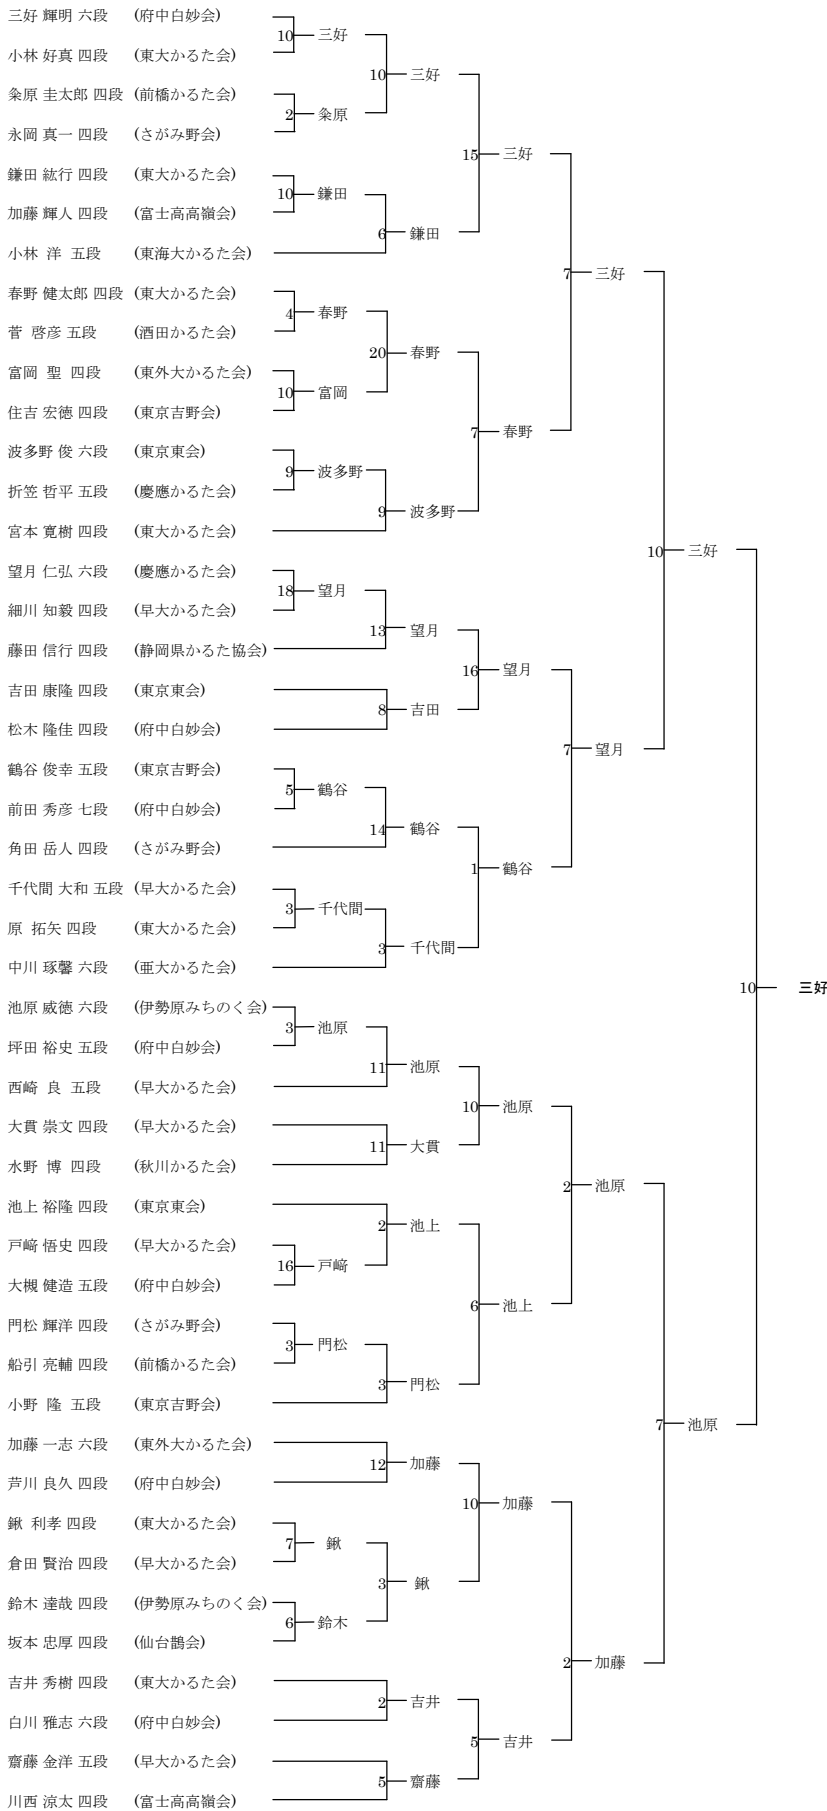 三好 輝明 六段 (府中白妙会)
10 三好
小林 好真 四段 (東大かるた会)
10 三好
粂原 圭太郎 四段 (前橋かるた会)
2 粂原
永岡 真一 四段 (さがみ野会)
15 三好
鎌田 紘行 四段 (東大かるた会)
10 鎌田
加藤 輝人 四段 (富士高高嶺会)
6 鎌田
小林 洋 五段 (東海大かるた会)
7 三好
春野 健太郎 四段 (東大かるた会)
4 春野
菅 啓彦 五段 (酒田かるた会)
20 春野
富岡 聖 四段 (東外大かるた会)
10 富岡
住吉 宏徳 四段 (東京吉野会)
7 春野
波多野 俊 六段 (東京東会)
9 波多野
折笠 哲平 五段 (慶應かるた会)
9 波多野
宮本 寛樹 四段 (東大かるた会)
10 三好
望月 仁弘 六段 (慶應かるた会)
18 望月
細川 知毅 四段 (早大かるた会)
13 望月
藤田 信行 四段 (静岡県かるた協会)
16 望月
吉田 康隆 四段 (東京東会)
8 吉田
松木 隆佳 四段 (府中白妙会)
7 望月
鶴谷 俊幸 五段 (東京吉野会)
5 鶴谷
前田 秀彦 七段 (府中白妙会)
14 鶴谷
角田 岳人 四段 (さがみ野会)
1 鶴谷
千代間 大和 五段 (早大かるた会)
3 千代間
原 拓矢 四段 (東大かるた会)
3 千代間
中川 琢馨 六段 (亜大かるた会)
10 三好
池原 威徳 六段 (伊勢原みちのく会)
3 池原
坪田 裕史 五段 (府中白妙会)
11 池原
西崎 良 五段 (早大かるた会)
10 池原
大貫 崇文 四段 (早大かるた会)
11 大貫
水野 博 四段 (秋川かるた会)
2 池原
池上 裕隆 四段 (東京東会)
2 池上
戸﨑 悟史 四段 (早大かるた会)
16 戸﨑
大槻 健造 五段 (府中白妙会)
6 池上
門松 輝洋 四段 (さがみ野会)
3 門松
船引 亮輔 四段 (前橋かるた会)
3 門松
小野 隆 五段 (東京吉野会)
7 池原
加藤 一志 六段 (東外大かるた会)
12 加藤
芦川 良久 四段 (府中白妙会)
10 加藤
鍬 利孝 四段 (東大かるた会)
7 鍬
倉田 賢治 四段 (早大かるた会)
3 鍬
鈴木 達哉 四段 (伊勢原みちのく会)
6 鈴木
坂本 忠厚 四段 (仙台鵲会)
2 加藤
吉井 秀樹 四段 (東大かるた会)
2 吉井
白川 雅志 六段 (府中白妙会)
5 吉井
齋藤 金洋 五段 (早大かるた会)
5 齋藤
川西 涼太 四段 (富士高高嶺会)